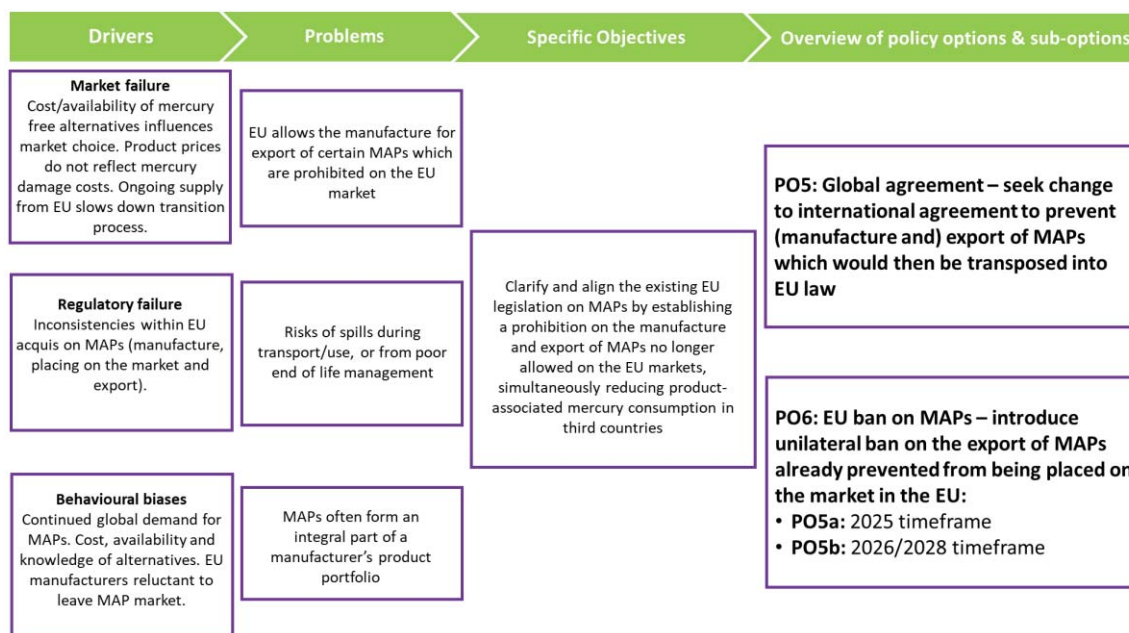 Drivers
Problems
Specific Objectives
Overview of policy options & sub-options
Market failure
Cost/availability of mercury
free alternatives influences
market choice. Product prices
do not reflect mercury
damage costs. Ongoing supply
from EU slows down transition
process.
Regulatory failure
Inconsistencies within EU
acquis on MAPs (manufacture,
placing on the market and
export).
Behavioural biases
Continued global demand for
MAPs. Cost, availability and
knowledge of alternatives. EU
manufacturers reluctant to
leave MAP market.
EU allows the manufacture for
export of certain MAPs which
are prohibited on the EU
market
Risks of spills during
transport/use, or from poor
end of life management
MAPs often form an
integral part of a
manufacturer's product
portfolio
Clarify and align the existing EU
legislation on MAPs by establishing
a prohibition on the manufacture
and export of MAPs no longer
allowed on the EU markets,
simultaneously reducing product-
associated mercury consumption in
third countries
PO5: Global agreement – seek change
to international agreement to prevent
(manufacture and) export of MAPs
which would then be transposed into
EU law
PO6: EU ban on MAPs – introduce
unilateral ban on the export of MAPs
already prevented from being placed on
the market in the EU:
• PO5a: 2025 timeframe
• PO5b: 2026/2028 timeframe